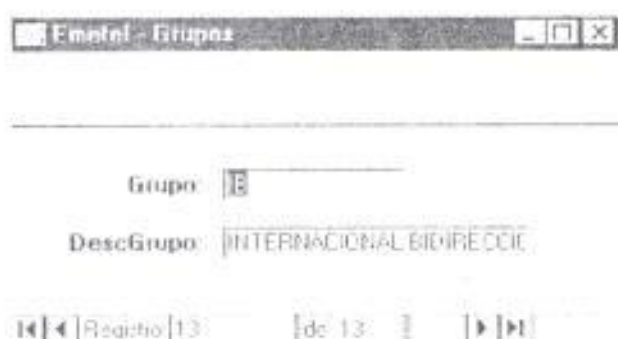 Emetel - Grupos
Grupo:
DescGrupo: INTERNACIONAL BIDIRECCIO
Registro 13 de 13